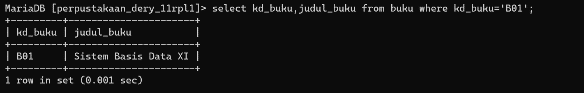 MariaDB [perpustakaan_dery_11rpl1]> select kd_buku,judul_buku from buku where kd_buku='B01';
+---------+----------------------+
| kd_buku | judul_buku           |
+---------+----------------------+
| B01     | Sistem Basis Data XI |
+---------+----------------------+
1 row in set (0.001 sec)